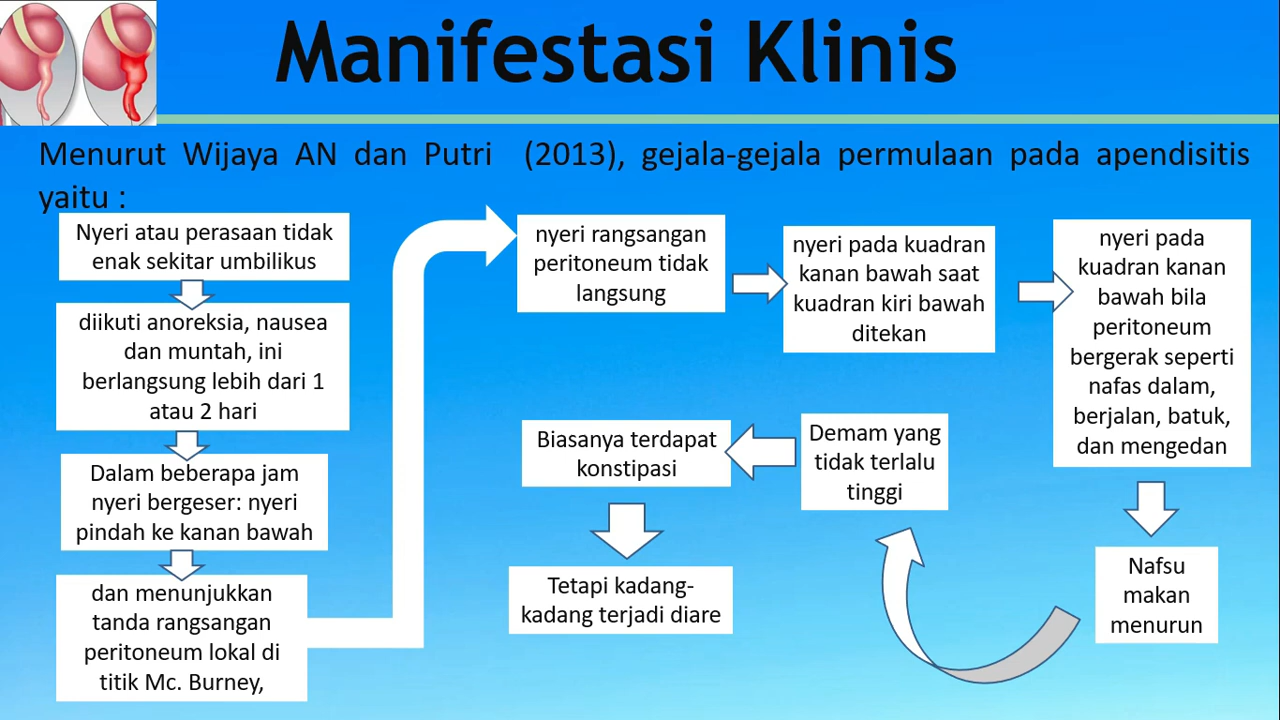 Manifestasi Klinis
Menurut Wijaya AN dan Putri (2013), gejala-gejala permulaan pada apendisitis
yaitu :
Nyeri atau perasaan tidak
enak sekitar umbilikus
diikuti anoreksia, nausea
dan muntah, ini
berlangsung lebih dari 1
atau 2 hari
Dalam beberapa jam
nyeri bergeser: nyeri
pindah ke kanan bawah
dan menunjukkan
tanda rangsangan
peritoneum lokal di
titik Mc. Burney,
nyeri rangsangan
peritoneum tidak
langsung
nyeri pada kuadran
kanan bawah saat
kuadran kiri bawah
ditekan
nyeri pada
kuadran kanan
bawah bila
peritoneum
bergerak seperti
nafas dalam,
berjalan, batuk,
dan mengedan
Nafsu
makan
menurun
Demam yang
tidak terlalu
tinggi
Biasanya terdapat
konstipasi
Tetapi kadang-
kadang terjadi diare